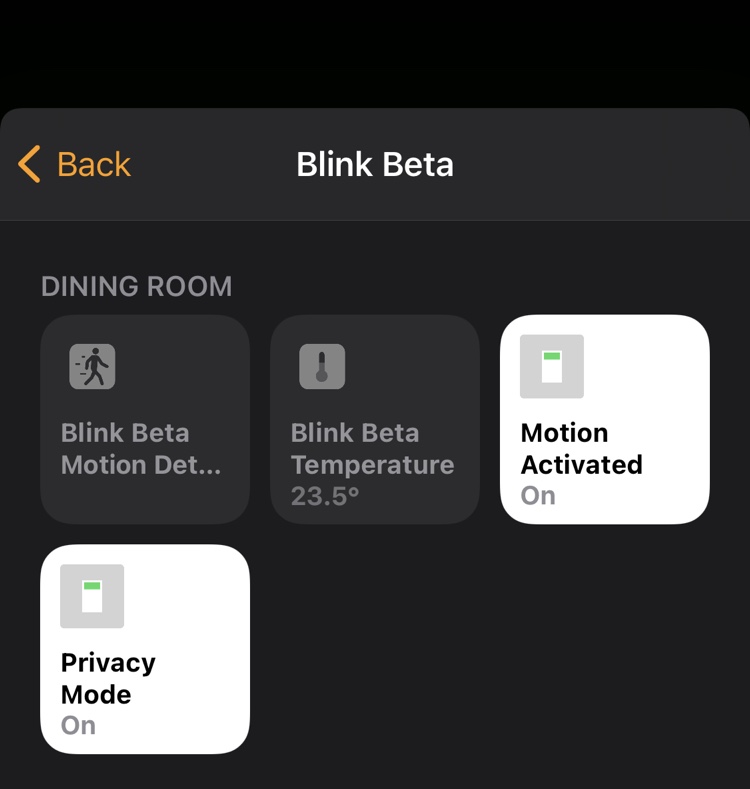 Back
Blink Beta
DINING ROOM
Blink Beta
Motion Det...
Blink Beta
Temperature
23.5°
Motion
Activated
On
Privacy
Mode
On